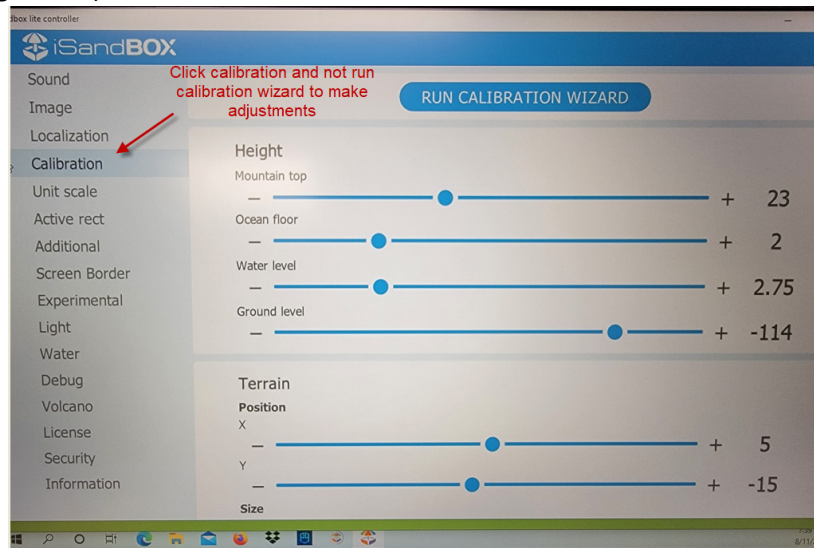 dbox lite controller
iSandBOX
Sound
Image
Localization
Calibration
Unit scale
Active rect
Additional
Screen Border
Experimental
Light
Water
Debug
Volcano
License
Security
Information
Click calibration and not run
calibration wizard to make
adjustments
RUN CALIBRATION WIZARD
Height
Mountain top
− + 23
Ocean floor
− + 2
Water level
− + 2.75
Ground level
− + -114
Terrain
Position
X
− + 5
Y
− + -15
Size